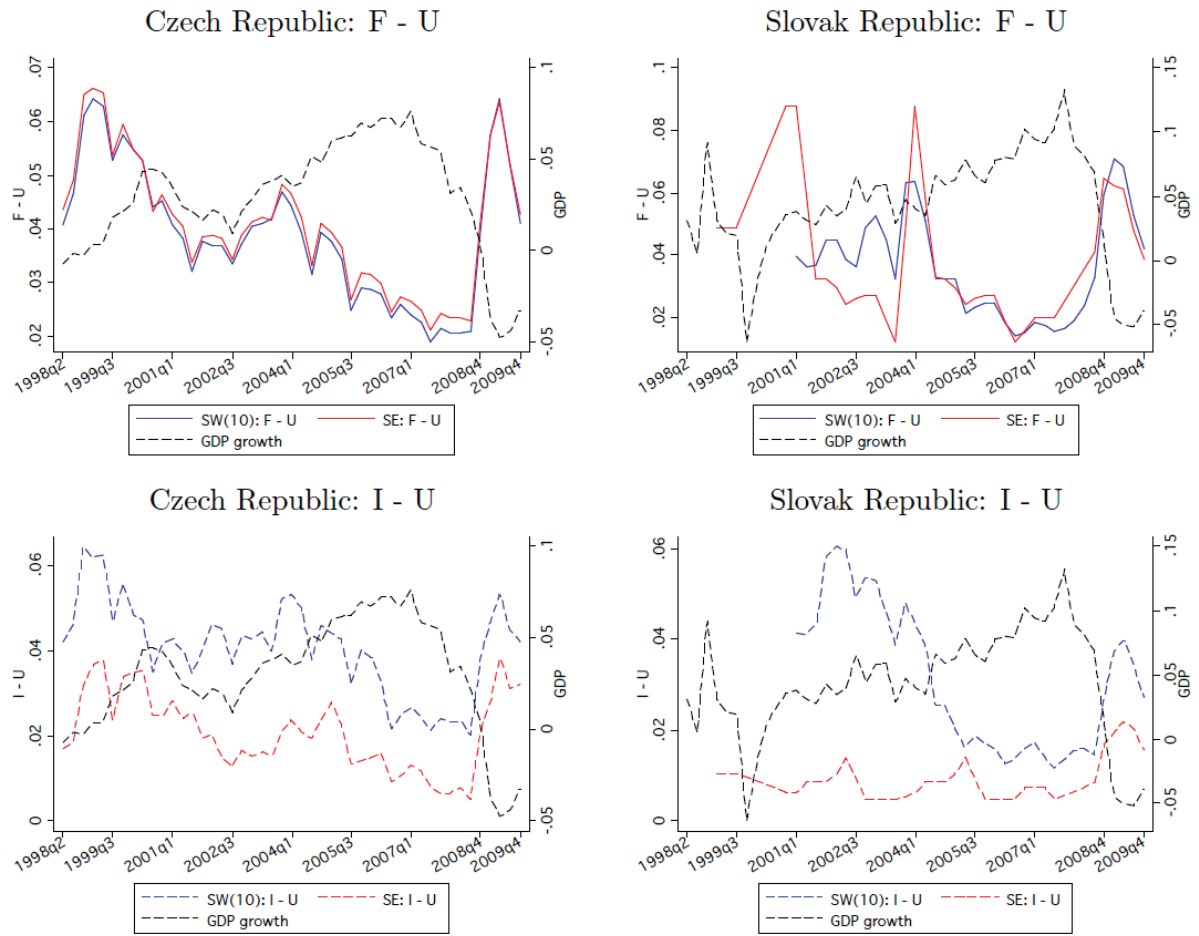 Czech Republic: F - U
.07
.06
.05
.04
.03
.02
F - U
.1
.05
0
-.05
GDP
1998q2
1999q3
2001q1
2002q3
2004q1
2005q3
2007q1
2008q4
2009q4
SW(10): F - U
SE: F - U
GDP growth
Slovak Republic: F - U
.1
.08
.06
.04
.02
F - U
.15
.1
.05
0
-.05
GDP
1998q2
1999q3
2001q1
2002q3
2004q1
2005q3
2007q1
2008q4
2009q4
SW(10): F - U
SE: F - U
GDP growth
Czech Republic: I - U
.06
.04
.02
0
I - U
.1
.05
0
-.05
GDP
1998q2
1999q3
2001q1
2002q3
2004q1
2005q3
2007q1
2008q4
2009q4
SW(10): I - U
SE: I - U
GDP growth
Slovak Republic: I - U
.06
.04
.02
0
I - U
.15
.1
.05
0
-.05
GDP
1998q2
1999q3
2001q1
2002q3
2004q1
2005q3
2007q1
2008q4
2009q4
SW(10): I - U
SE: I - U
GDP growth